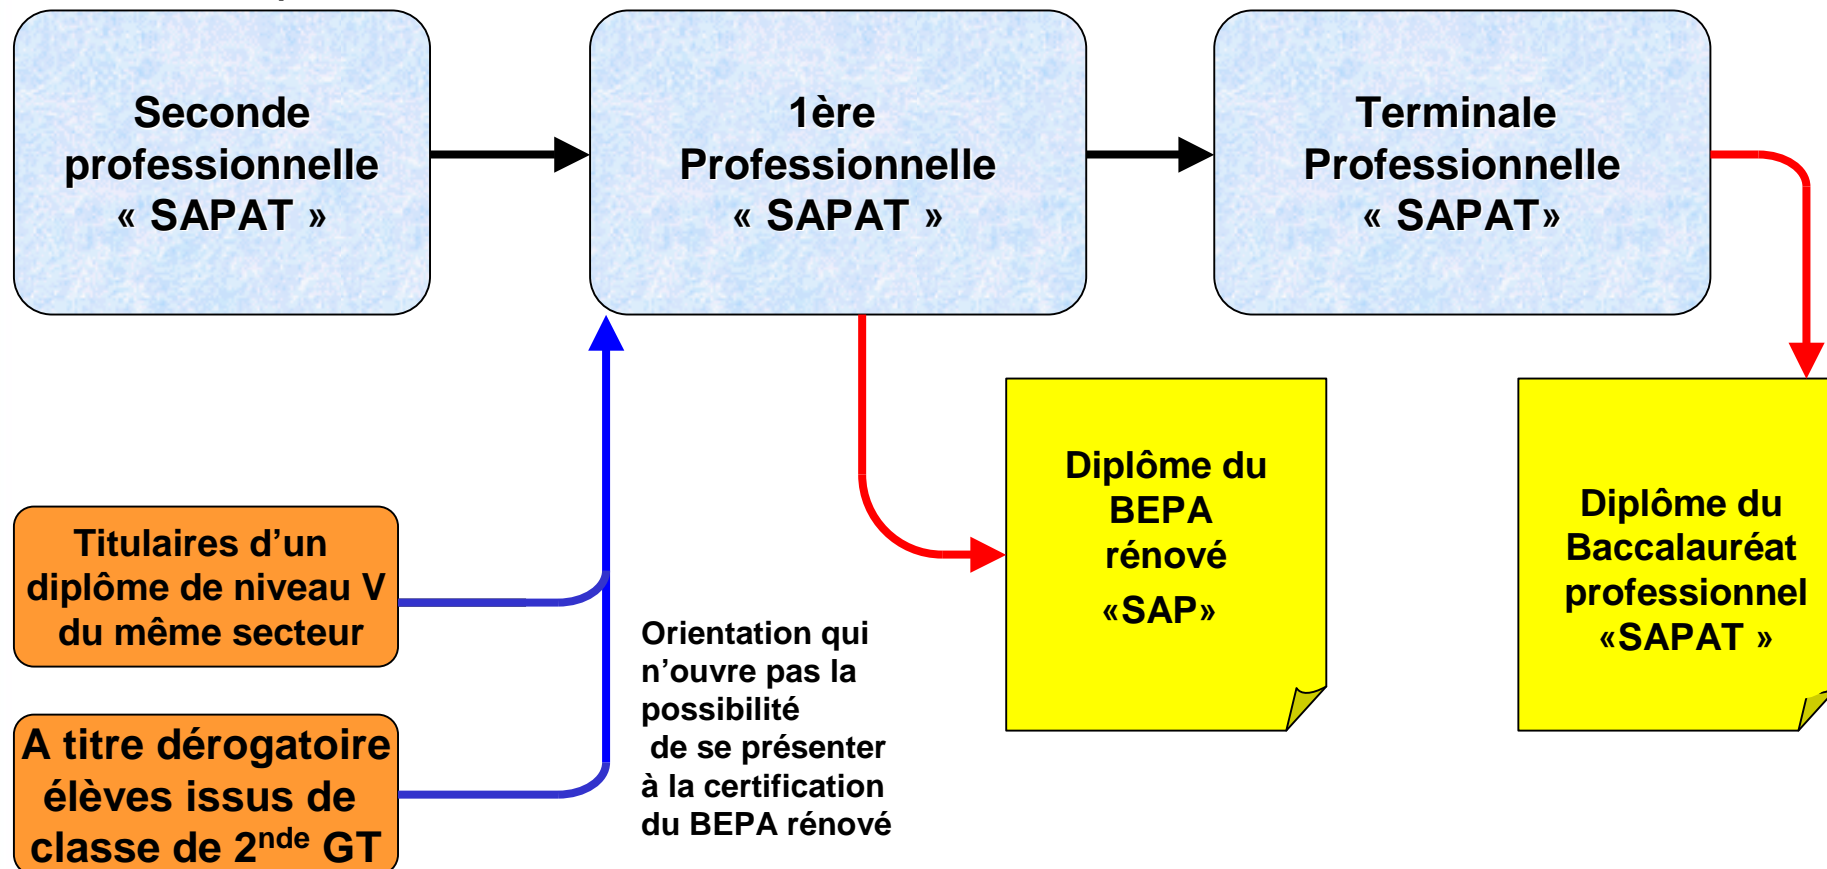 Seconde
professionnelle
« SAPAT »
1ère
Professionnelle
« SAPAT »
Terminale
Professionnelle
« SAPAT»
Titulaires d’un
diplôme de niveau V
du même secteur
A titre dérogatoire
élèves issus de
classe de 2nde GT
Orientation qui
n’ouvre pas la
possibilité
de se présenter
à la certification
du BEPA rénové
Diplôme du
BEPA
rénové
«SAP»
Diplôme du
Baccalauréat
professionnel
«SAPAT »